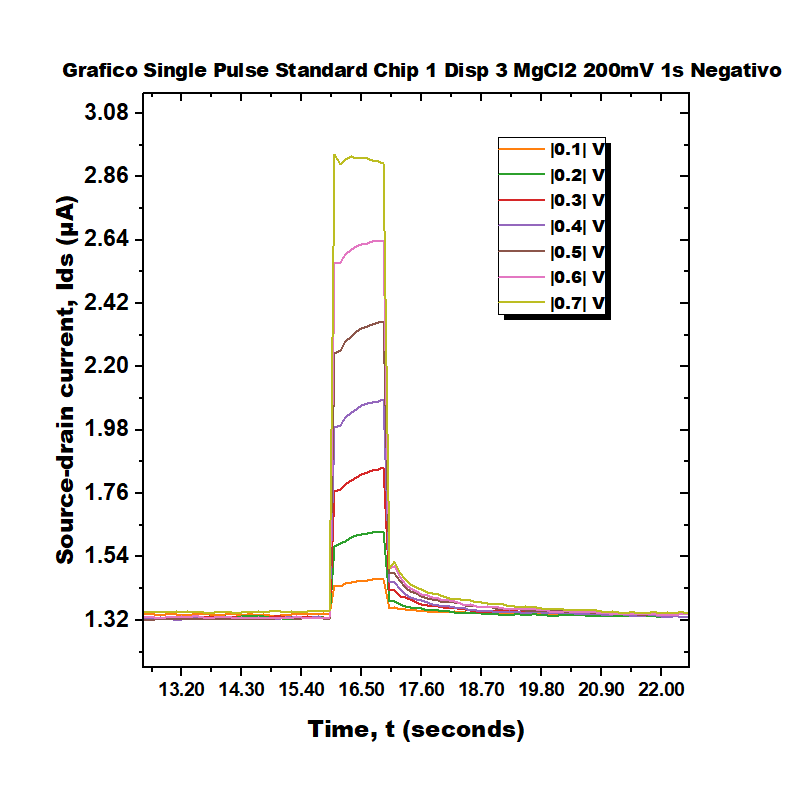 Grafico Single Pulse Standard Chip 1 Disp 3 MgCl2 200mV 1s Negativo
3.08
2.86
2.64
2.42
2.20
1.98
1.76
1.54
1.32
Source-drain current, Ids (µA)
|0.1| V
|0.2| V
|0.3| V
|0.4| V
|0.5| V
|0.6| V
|0.7| V
13.20 14.30 15.40 16.50 17.60 18.70 19.80 20.90 22.00
Time, t (seconds)